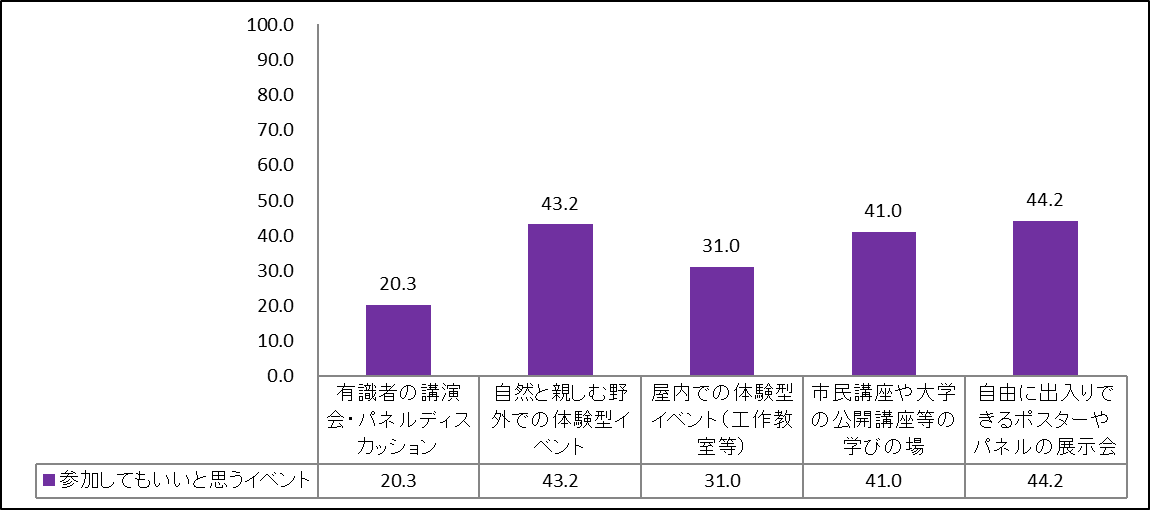 100.0
90.0
80.0
70.0
60.0
50.0
40.0
30.0
20.0
10.0
0.0
20.3
43.2
31.0
41.0
44.2
有識者の講演
会・パネルディス
カッション
自然と親しむ野
外での体験型イ
ベント
屋内での体験型
イベント（工作教
室等）
市民講座や大学
の公開講座等の
学びの場
自由に出入りで
きるポスターや
パネルの展示会
参加してもいいと思うイベント
20.3
43.2
31.0
41.0
44.2